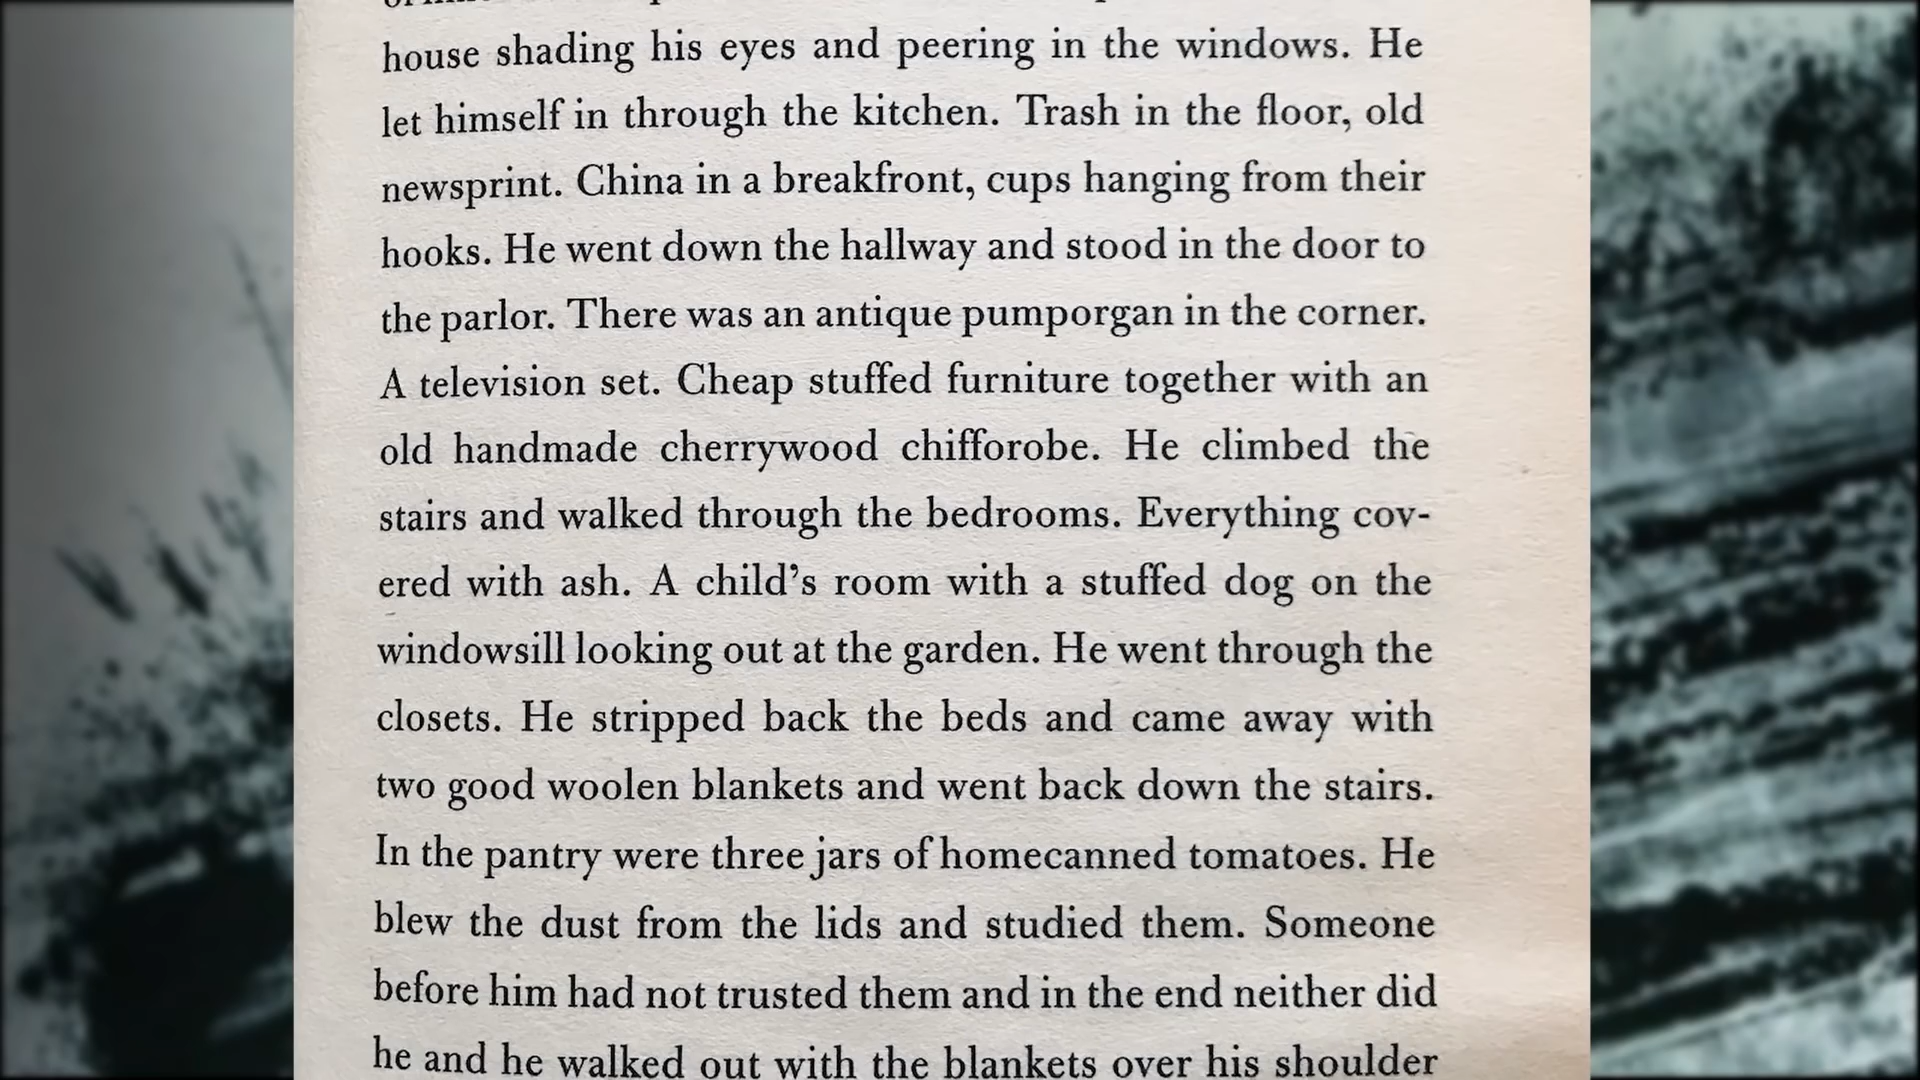 house shading his eyes and peering in the windows. He
let himself in through the kitchen. Trash in the floor, old
newsprint. China in a breakfront, cups hanging from their
hooks. He went down the hallway and stood in the door to
the parlor. There was an antique pumporgan in the corner.
A television set. Cheap stuffed furniture together with an
old handmade cherrywood chifforobe. He climbed the
stairs and walked through the bedrooms. Everything cov-
ered with ash. A child’s room with a stuffed dog on the
windowsill looking out at the garden. He went through the
closets. He stripped back the beds and came away with
two good woolen blankets and went back down the stairs.
In the pantry were three jars of homecanned tomatoes. He
blew the dust from the lids and studied them. Someone
before him had not trusted them and in the end neither did
he and he walked out with the blankets over his shoulder